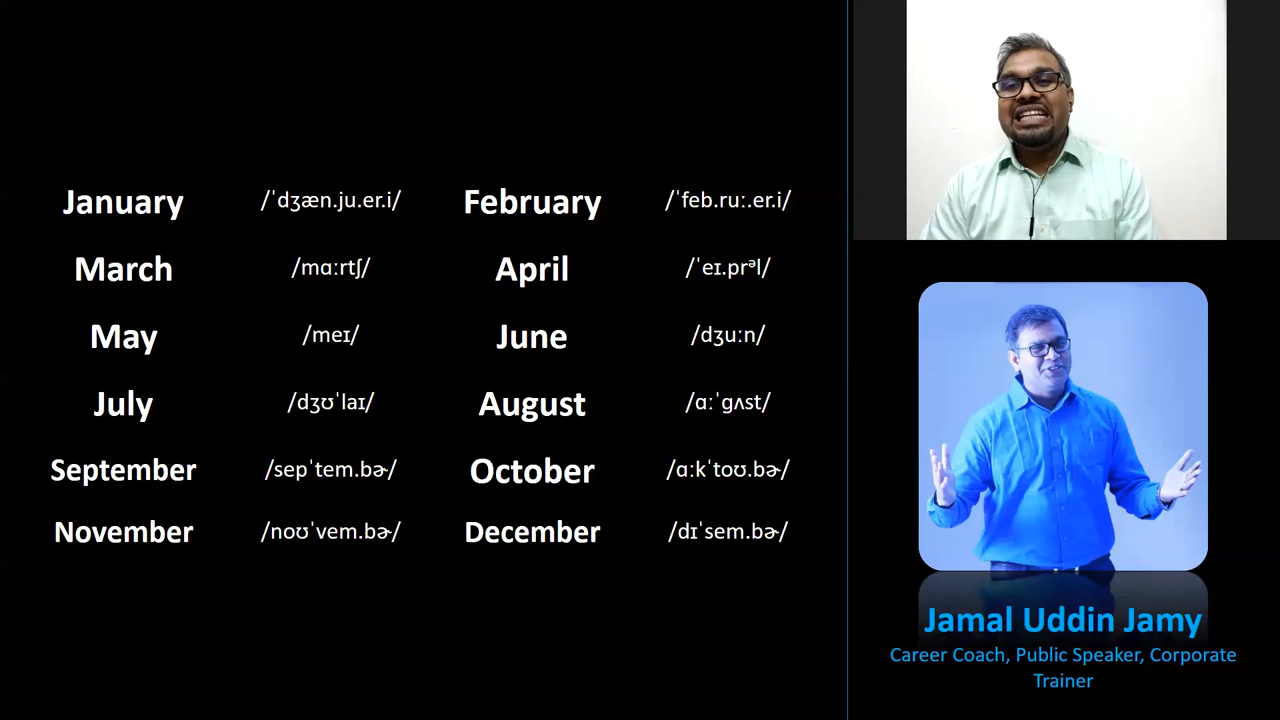 January /ˈdʒæn.ju.er.i/ February /ˈfeb.ruː.er.i/
March /mɑːrtʃ/ April /ˈeɪ.prᵊl/
May /meɪ/ June /dʒuːn/
July /dʒʊˈlaɪ/ August /ɑːˈɡʌst/
September /sepˈtem.bɚ/ October /ɑːkˈtoʊ.bɚ/
November /noʊˈvem.bɚ/ December /dɪˈsem.bɚ/
Jamal Uddin Jamy
Career Coach, Public Speaker, Corporate
Trainer